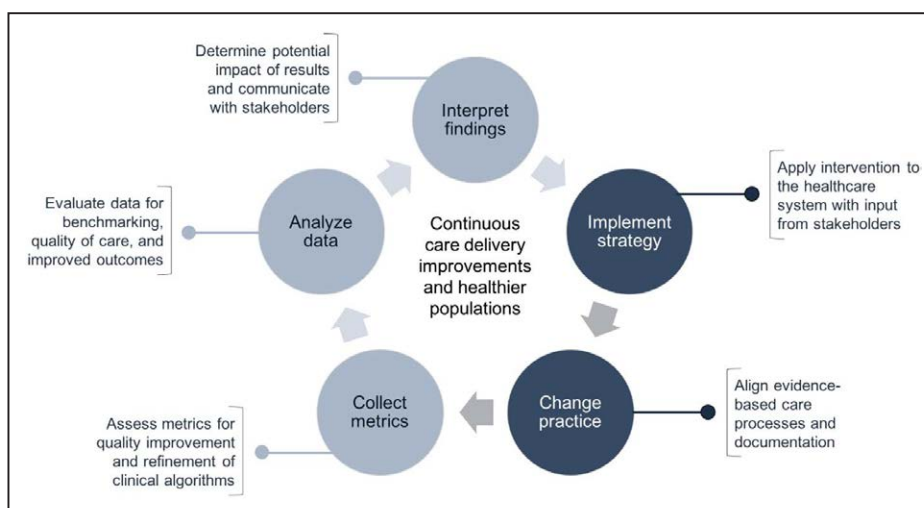 Determine potential
impact of results
and communicate
with stakeholders
Interpret
findings
Apply intervention to
the healthcare
system with input
from stakeholders
Implement
strategy
Evaluate data for
benchmarking,
quality of care, and
improved outcomes
Analyze
data
Continuous
care delivery
improvements
and healthier
populations
Align evidence-
based care
processes and
documentation
Change
practice
Collect
metrics
Assess metrics for
quality improvement
and refinement of
clinical algorithms